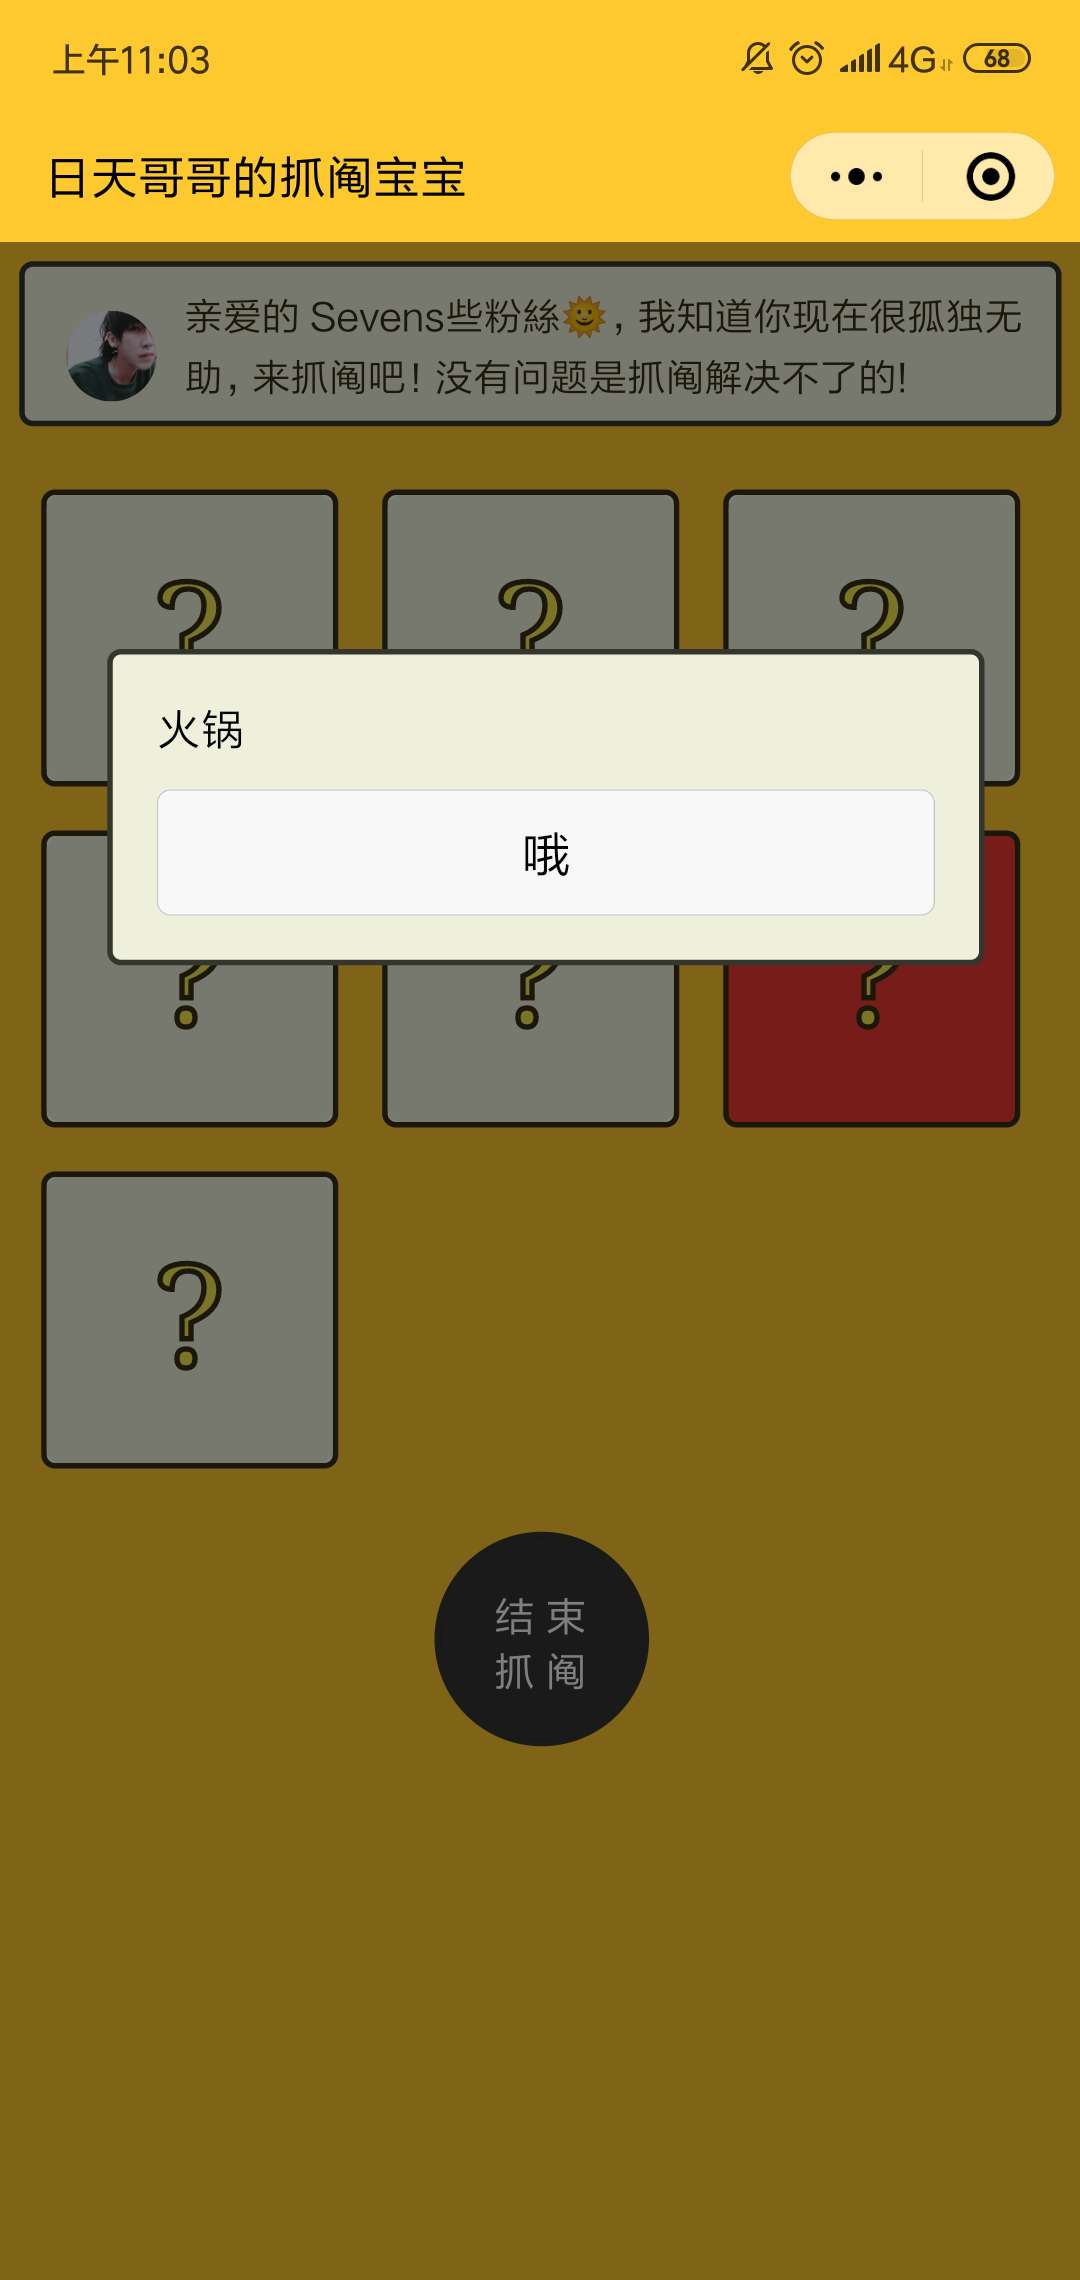 上午11:03
4G
68
日天哥哥的抓阄宝宝
亲爱的 Sevens些粉絲🌞，我知道你现在很孤独无
助，来抓阄吧！没有问题是抓阄解决不了的!
?
?
?
火锅
哦
?
?
?
?
结 束
抓 阄